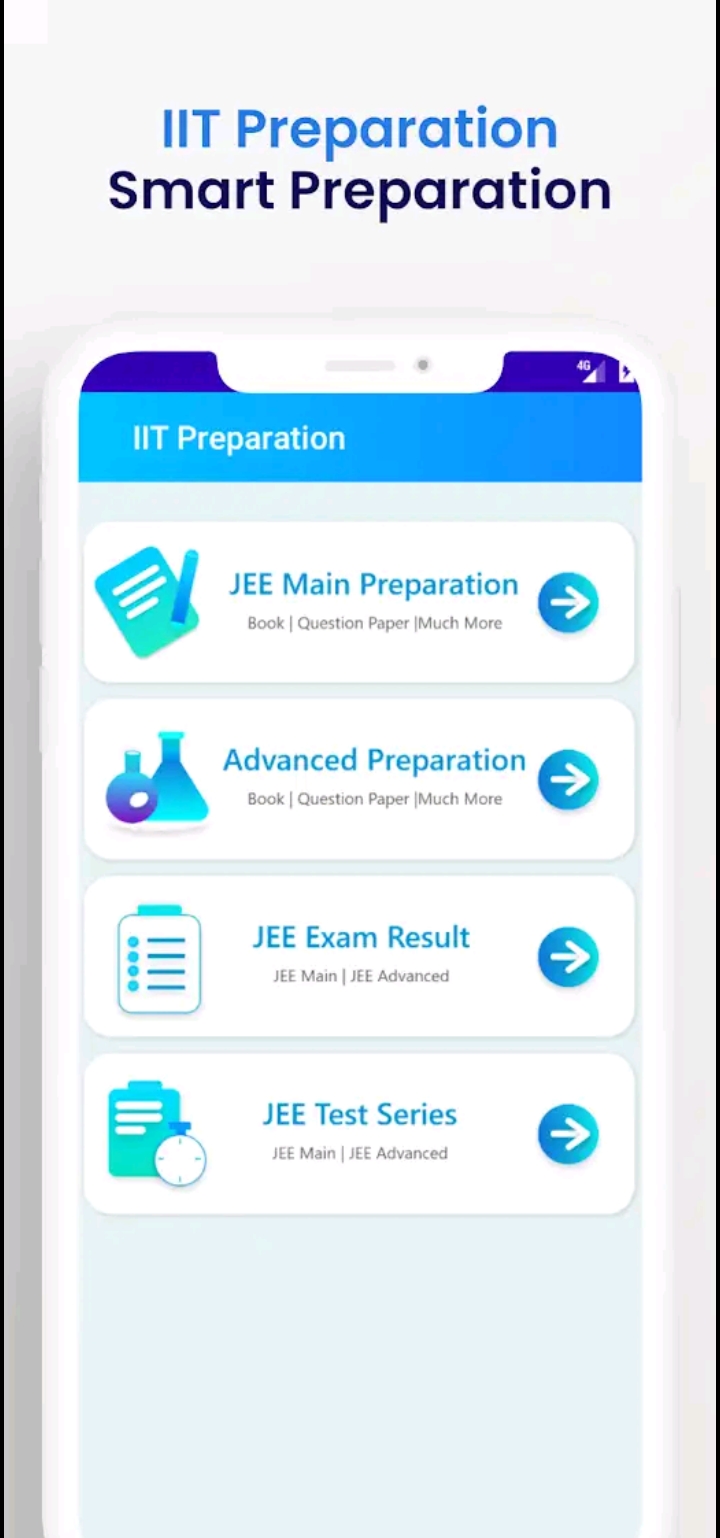 IIT Preparation
Smart Preparation
4G
IIT Preparation
JEE Main Preparation
Book | Question Paper |Much More
Advanced Preparation
Book | Question Paper |Much More
JEE Exam Result
JEE Main | JEE Advanced
JEE Test Series
JEE Main | JEE Advanced